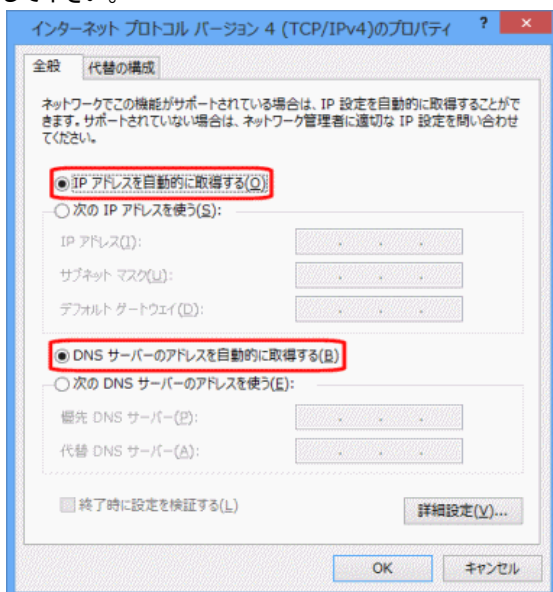 してください。
インターネット プロトコル バージョン 4 (TCP/IPv4)のプロパティ ? ×
全般 代替の構成
ネットワークでこの機能がサポートされている場合は、IP 設定を自動的に取得することがで
きます。サポートされていない場合は、ネットワーク管理者に適切な IP 設定を問い合わせ
てください。
IP アドレスを自動的に取得する(O)
次の IP アドレスを使う(S):
IP アドレス(I):
サブネット マスク(U):
デフォルト ゲートウェイ(D):
DNS サーバーのアドレスを自動的に取得する(B)
次の DNS サーバーのアドレスを使う(E):
優先 DNS サーバー(P):
代替 DNS サーバー(A):
終了時に設定を検証する(L)
詳細設定(V)...
OK キャンセル